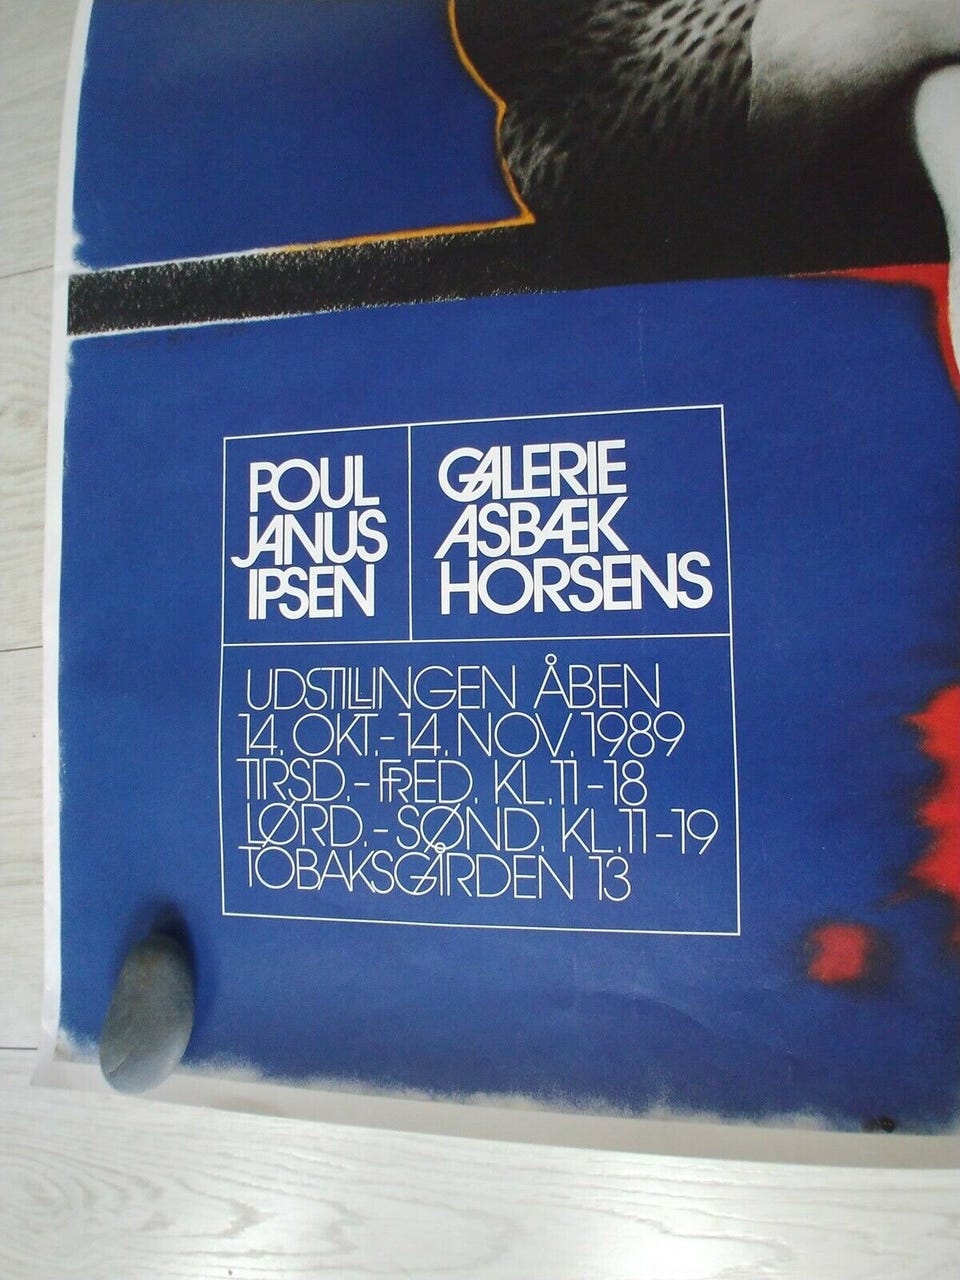 POUL
JANUS
IPSEN
GALERIE
ASBÆK
HORSENS
UDSTILLINGEN ÅBEN
14. OKT.-14. NOV. 1989
TIRSD.-FRED. KL. 11-18
LØRD.-SØND. KL. 11-19
TOBAKSGÅRDEN 13